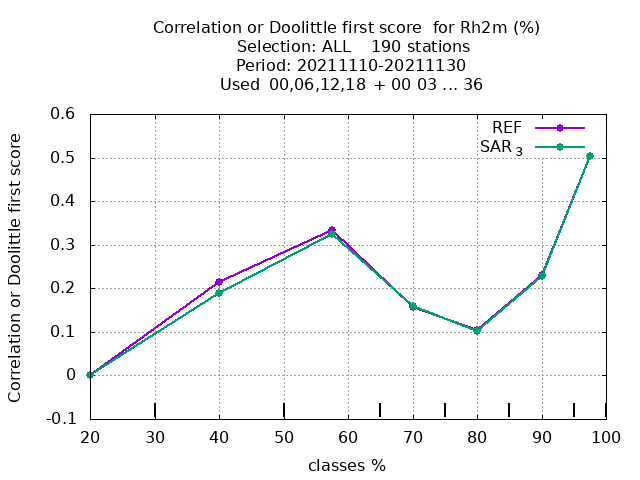 Correlation or Doolittle first score  for Rh2m (%)
Selection: ALL    190 stations
Period: 20211110-20211130
Used  00,06,12,18  + 00 03 ... 36
REF
SAR 3
0.6
0.5
0.4
0.3
0.2
0.1
0
-0.1
Correlation or Doolittle first score
20 30 40 50 60 70 80 90 100
classes %